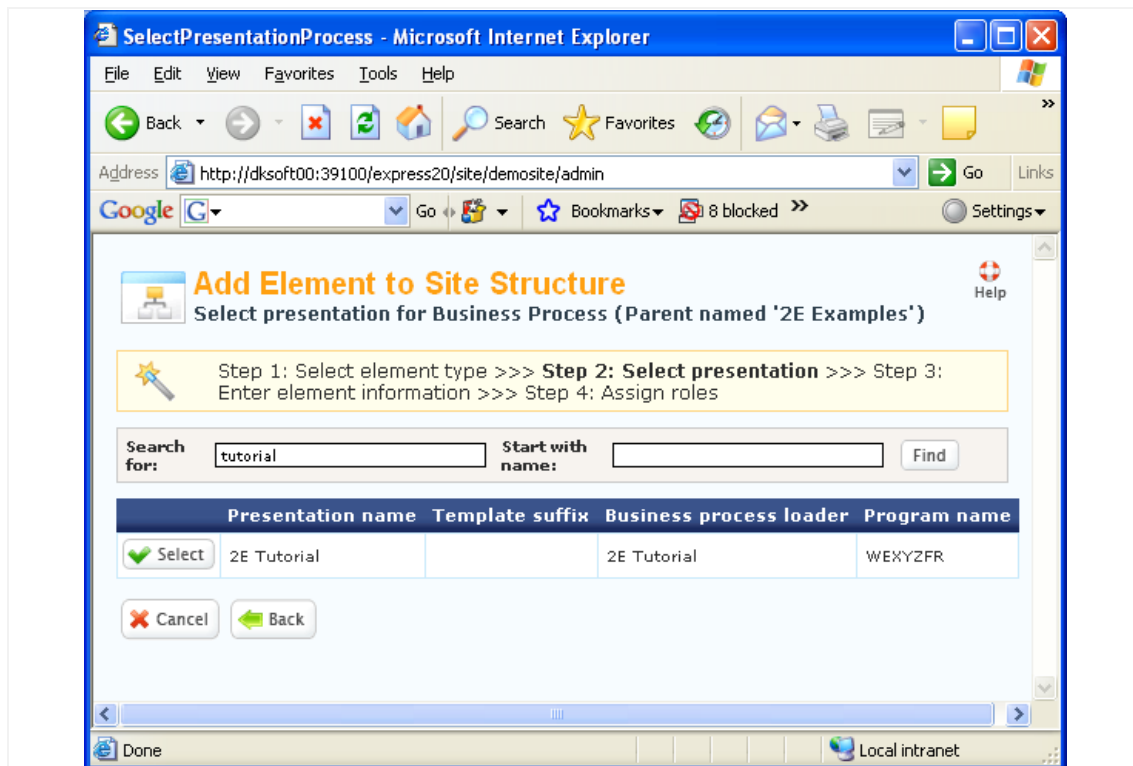 SelectPresentationProcess - Microsoft Internet Explorer
File Edit View Favorites Tools Help
Back Search Favorites »
Address http://dksoft00:39100/express20/site/demosite/admin Go Links
Google G Go Bookmarks 8 blocked » Settings
Add Element to Site Structure
Help
Select presentation for Business Process (Parent named '2E Examples')
Step 1: Select element type >>> Step 2: Select presentation >>> Step 3:
Enter element information >>> Step 4: Assign roles
Search for: tutorial Start with name: Find
Presentation name Template suffix Business process loader Program name
Select 2E Tutorial 2E Tutorial WEXYZFR
Cancel Back
Done Local intranet